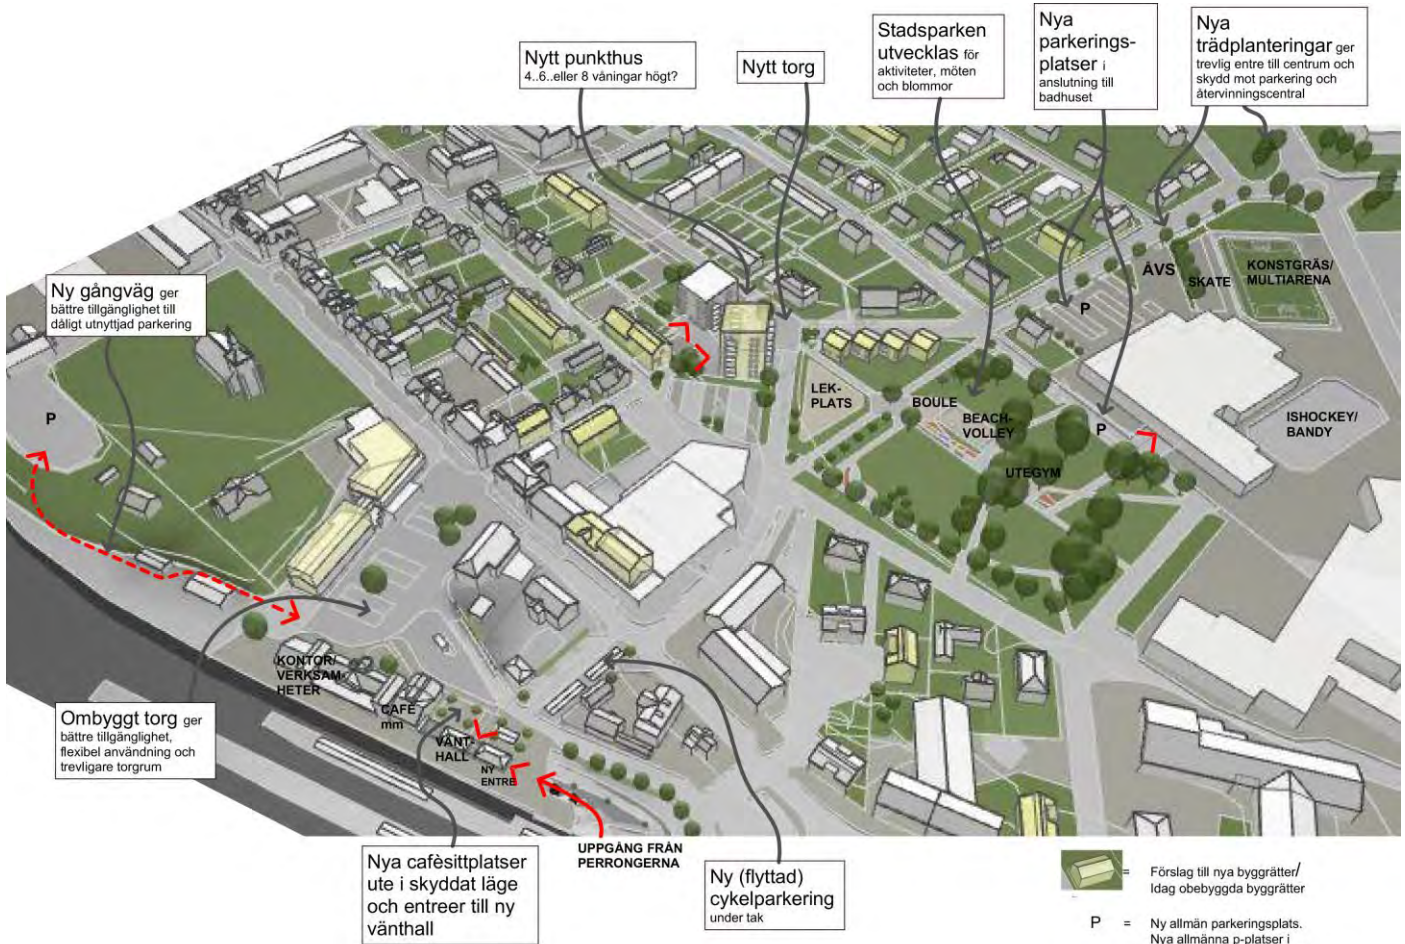 Nytt punkthus
4..6..eller 8 våningar högt?
Nytt torg
Stadsparken
utvecklas för
aktiviteter, möten
och blommor
Nya
parkerings-
platser i
anslutning till
badhuset
Nya
trädplanteringar ger
trevlig entre till centrum och
skydd mot parkering och
återvinningscentral
Ny gångväg ger
bättre tillgänglighet till
dåligt utnyttjad parkering
ÅVS
SKATE
KONSTGRÄS/
MULTIARENA
P
P
LEK-
PLATS
BOULE
BEACH-
VOLLEY
P
ISHOCKEY/
BANDY
UTEGYM
KONTOR/
VERKSAM-
HETER
CAFÉ
mm
VÄNT-
HALL
NY
ENTRE
Ombyggt torg ger
bättre tillgänglighet,
flexibel användning och
trevligare torgrum
UPPGÅNG FRÅN
PERRONGERNA
Nya cafèsittplatser
ute i skyddat läge
och entreer till ny
vänthall
Ny (flyttad)
cykelparkering
under tak
= Förslag till nya byggrätter/
Idag obebyggda byggrätter
P = Ny allmän parkeringsplats.
Nya allmänna p-platser i